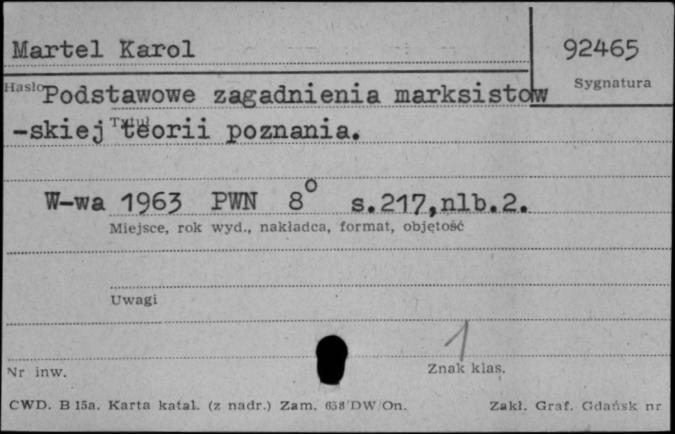 Martel Karol 92465
Hasło Sygnatura
Podstawowe zagadnienia marksistow
-skiej teorii poznania.
Tytuł
W-wa 1963 PWN 8° s.217,nlb.2.
Miejsce, rok wyd., nakładca, format, objętość
Uwagi
1
Nr inw. Znak klas.
CWD. B 15a. Karta katal. (z nadr.) Zam. 658/DW/On. Zakł. Graf. Gdańsk nr